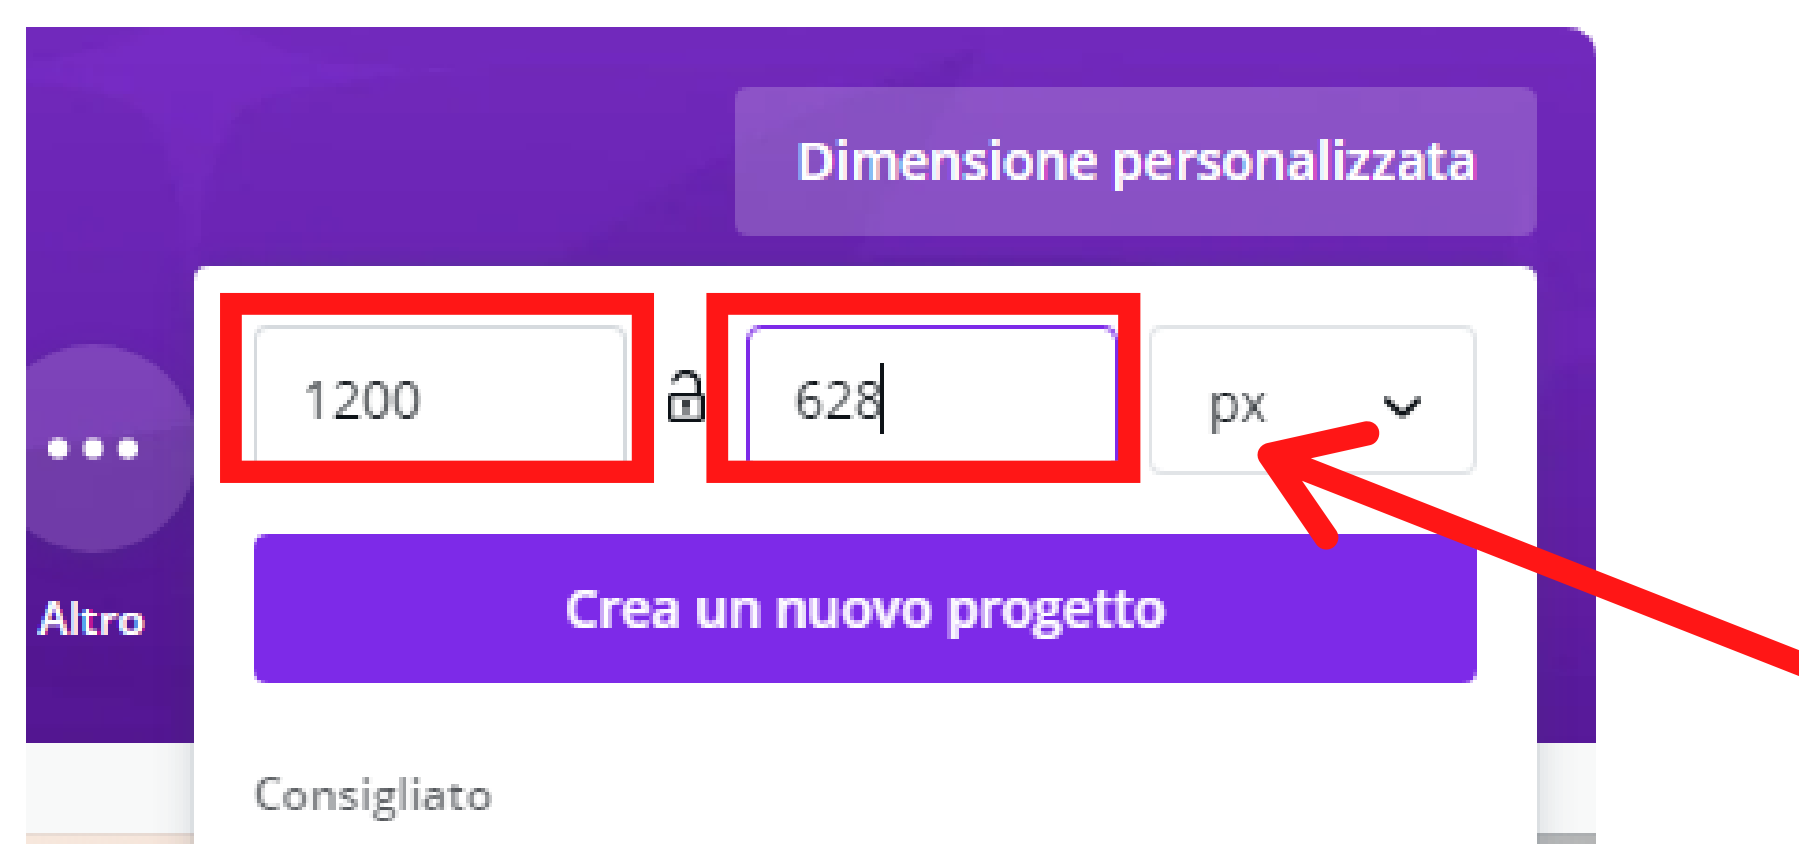 Dimensione personalizzata
1200 628 px
Crea un nuovo progetto
Altro
Consigliato